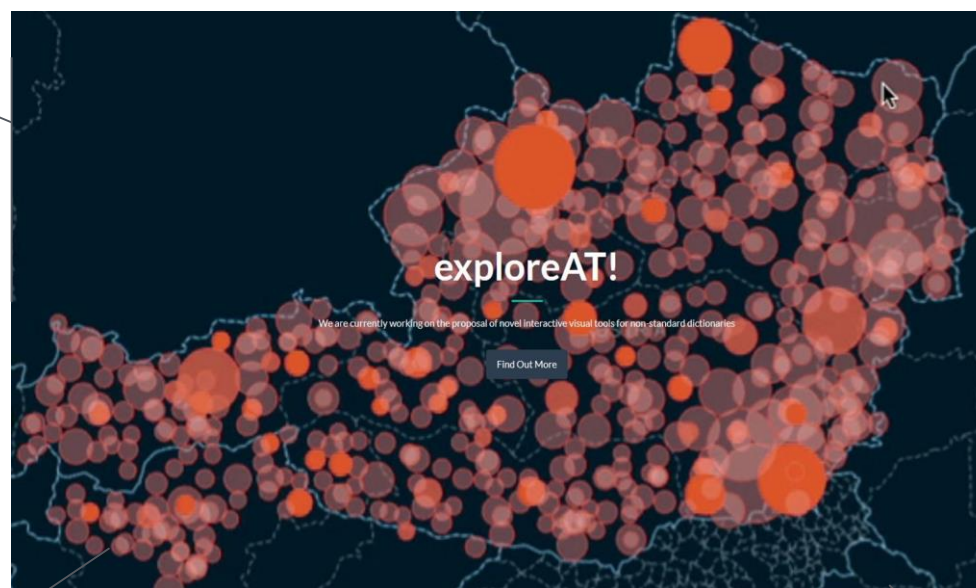 exploreAT!
We are currently working on the proposal of novel interactive visual tools for non-standard dictionaries
Find Out More